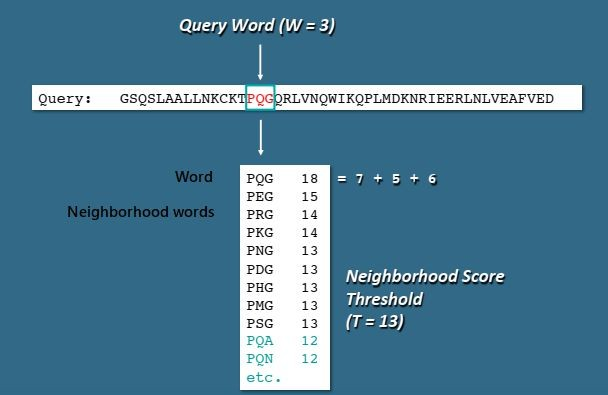 Query Word (W = 3)
Query: GSQSLAALLNKCKTPQGQRLVNQWIKQPLMDKNRIEERLNLVEAFVED
Word PQG 18 = 7 + 5 + 6
PEG 15
Neighborhood words PRG 14
PKG 14
PNG 13
PDG 13
PHG 13
PMG 13
PSG 13
PQA 12
PQN 12
etc.
Neighborhood Score
Threshold
(T = 13)